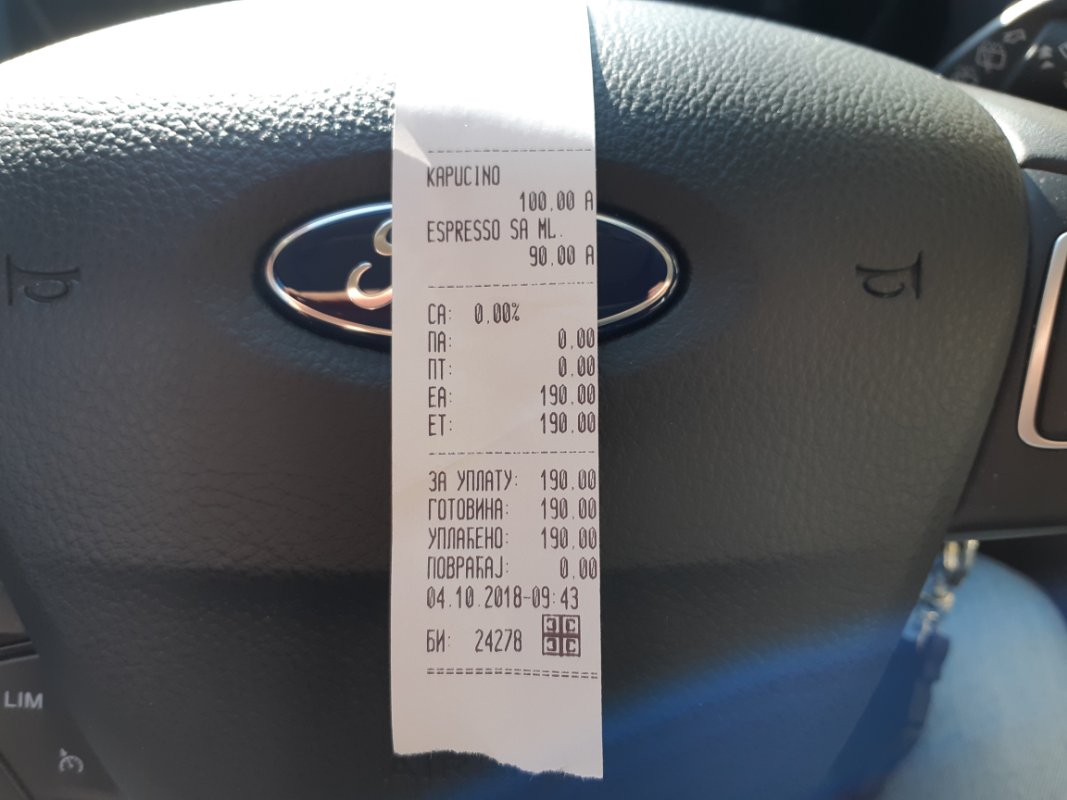 KAPUCINO
100.00 A
ESPRESSO SA ML.
90.00 A
СА: 0.00%
ПА: 0.00
ПТ: 0.00
ЕА: 190.00
ЕТ: 190.00
ЗА УПЛАТУ: 190.00
ГОТОВИНА: 190.00
УПЛАЋЕНО: 190.00
ПОВРАЋАЈ: 0.00
04.10.2018-09:43
БИ: 24278
LIM